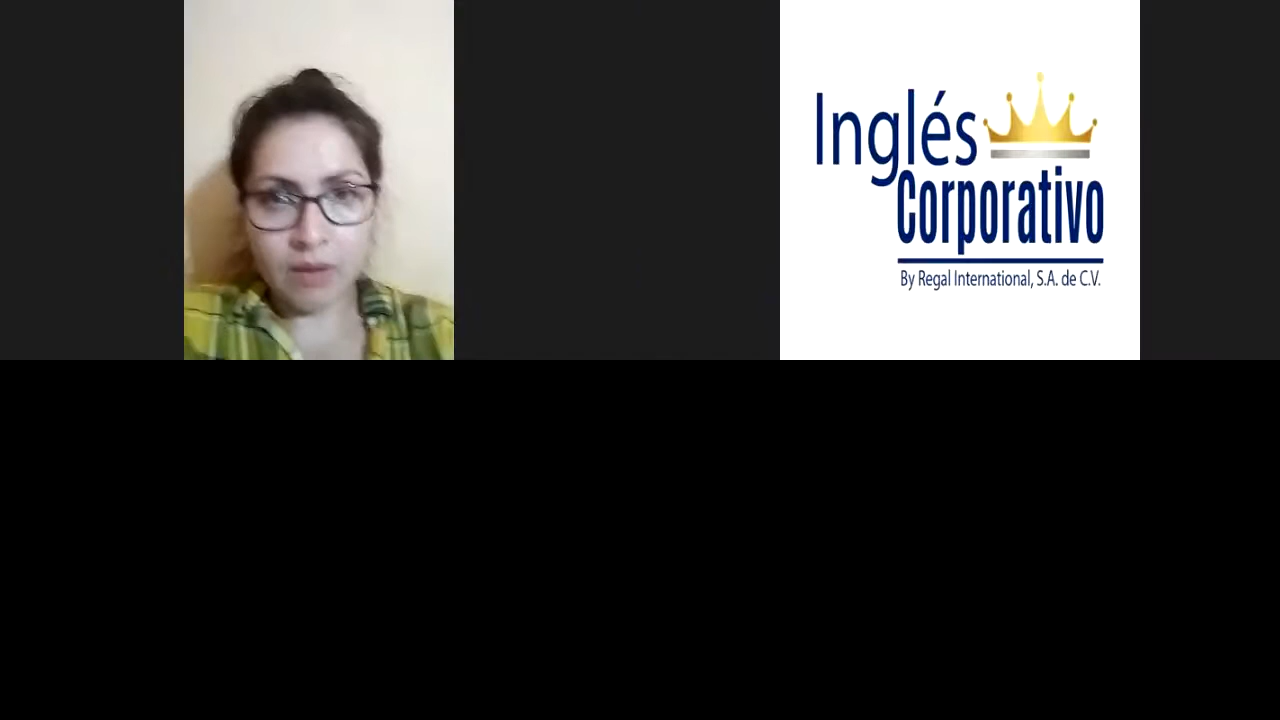 Inglés
Corporativo
By Regal International, S.A. de C.V.